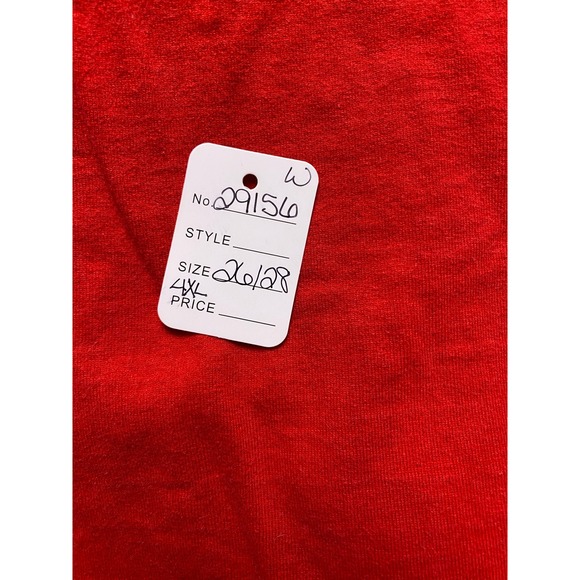 W
No. 29156
STYLE
SIZE 26/28
4XL
PRICE